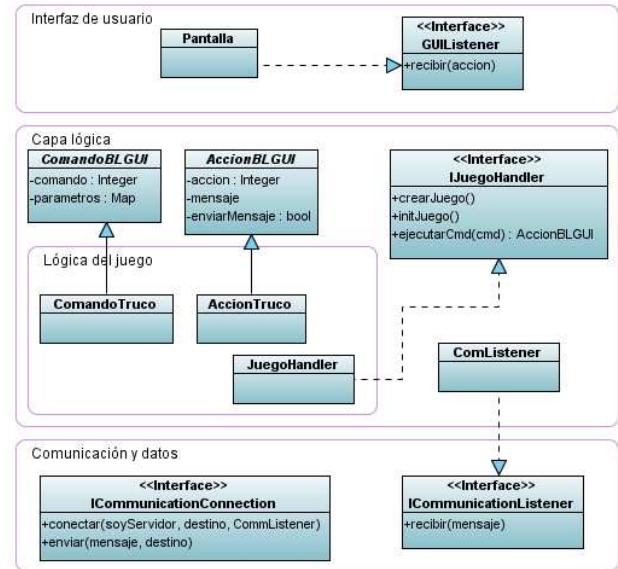 Interfaz de usuario
Pantalla
<<Interface>>
GUIListener
+recibir(accion)
Capa lógica
ComandoBLGUI
-comando : Integer
-parametros : Map
AccionBLGUI
-accion : Integer
-mensaje
-enviarMensaje : bool
<<Interface>>
IJuegoHandler
+crearJuego()
+initJuego()
+ejecutarCmd(cmd) : AccionBLGUI
Lógica del juego
ComandoTruco
AccionTruco
JuegoHandler
ComListener
Comunicación y datos
<<Interface>>
ICommunicationConnection
+conectar(soyServidor, destino, CommListener)
+enviar(mensaje, destino)
<<Interface>>
ICommunicationListener
+recibir(mensaje)